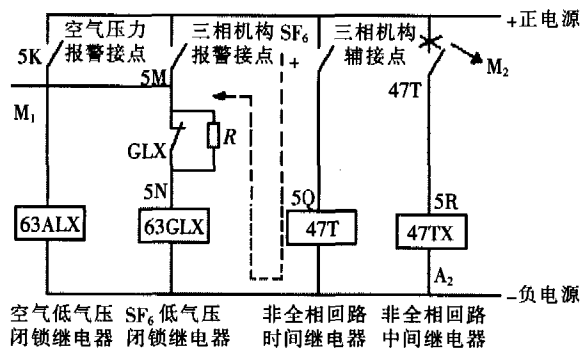 空气压力
报警接点
三相机构 SF₆
报警接点
三相机构
辅接点
+正电源
5K
5M
+
47T
M₂
M₁
GLX
R
5N
5Q
5R
63ALX
63GLX
47T
47TX
A₂
-负电源
空气低气压
闭锁继电器
SF₆低气压
闭锁继电器
非全相回路
时间继电器
非全相回路
中间继电器